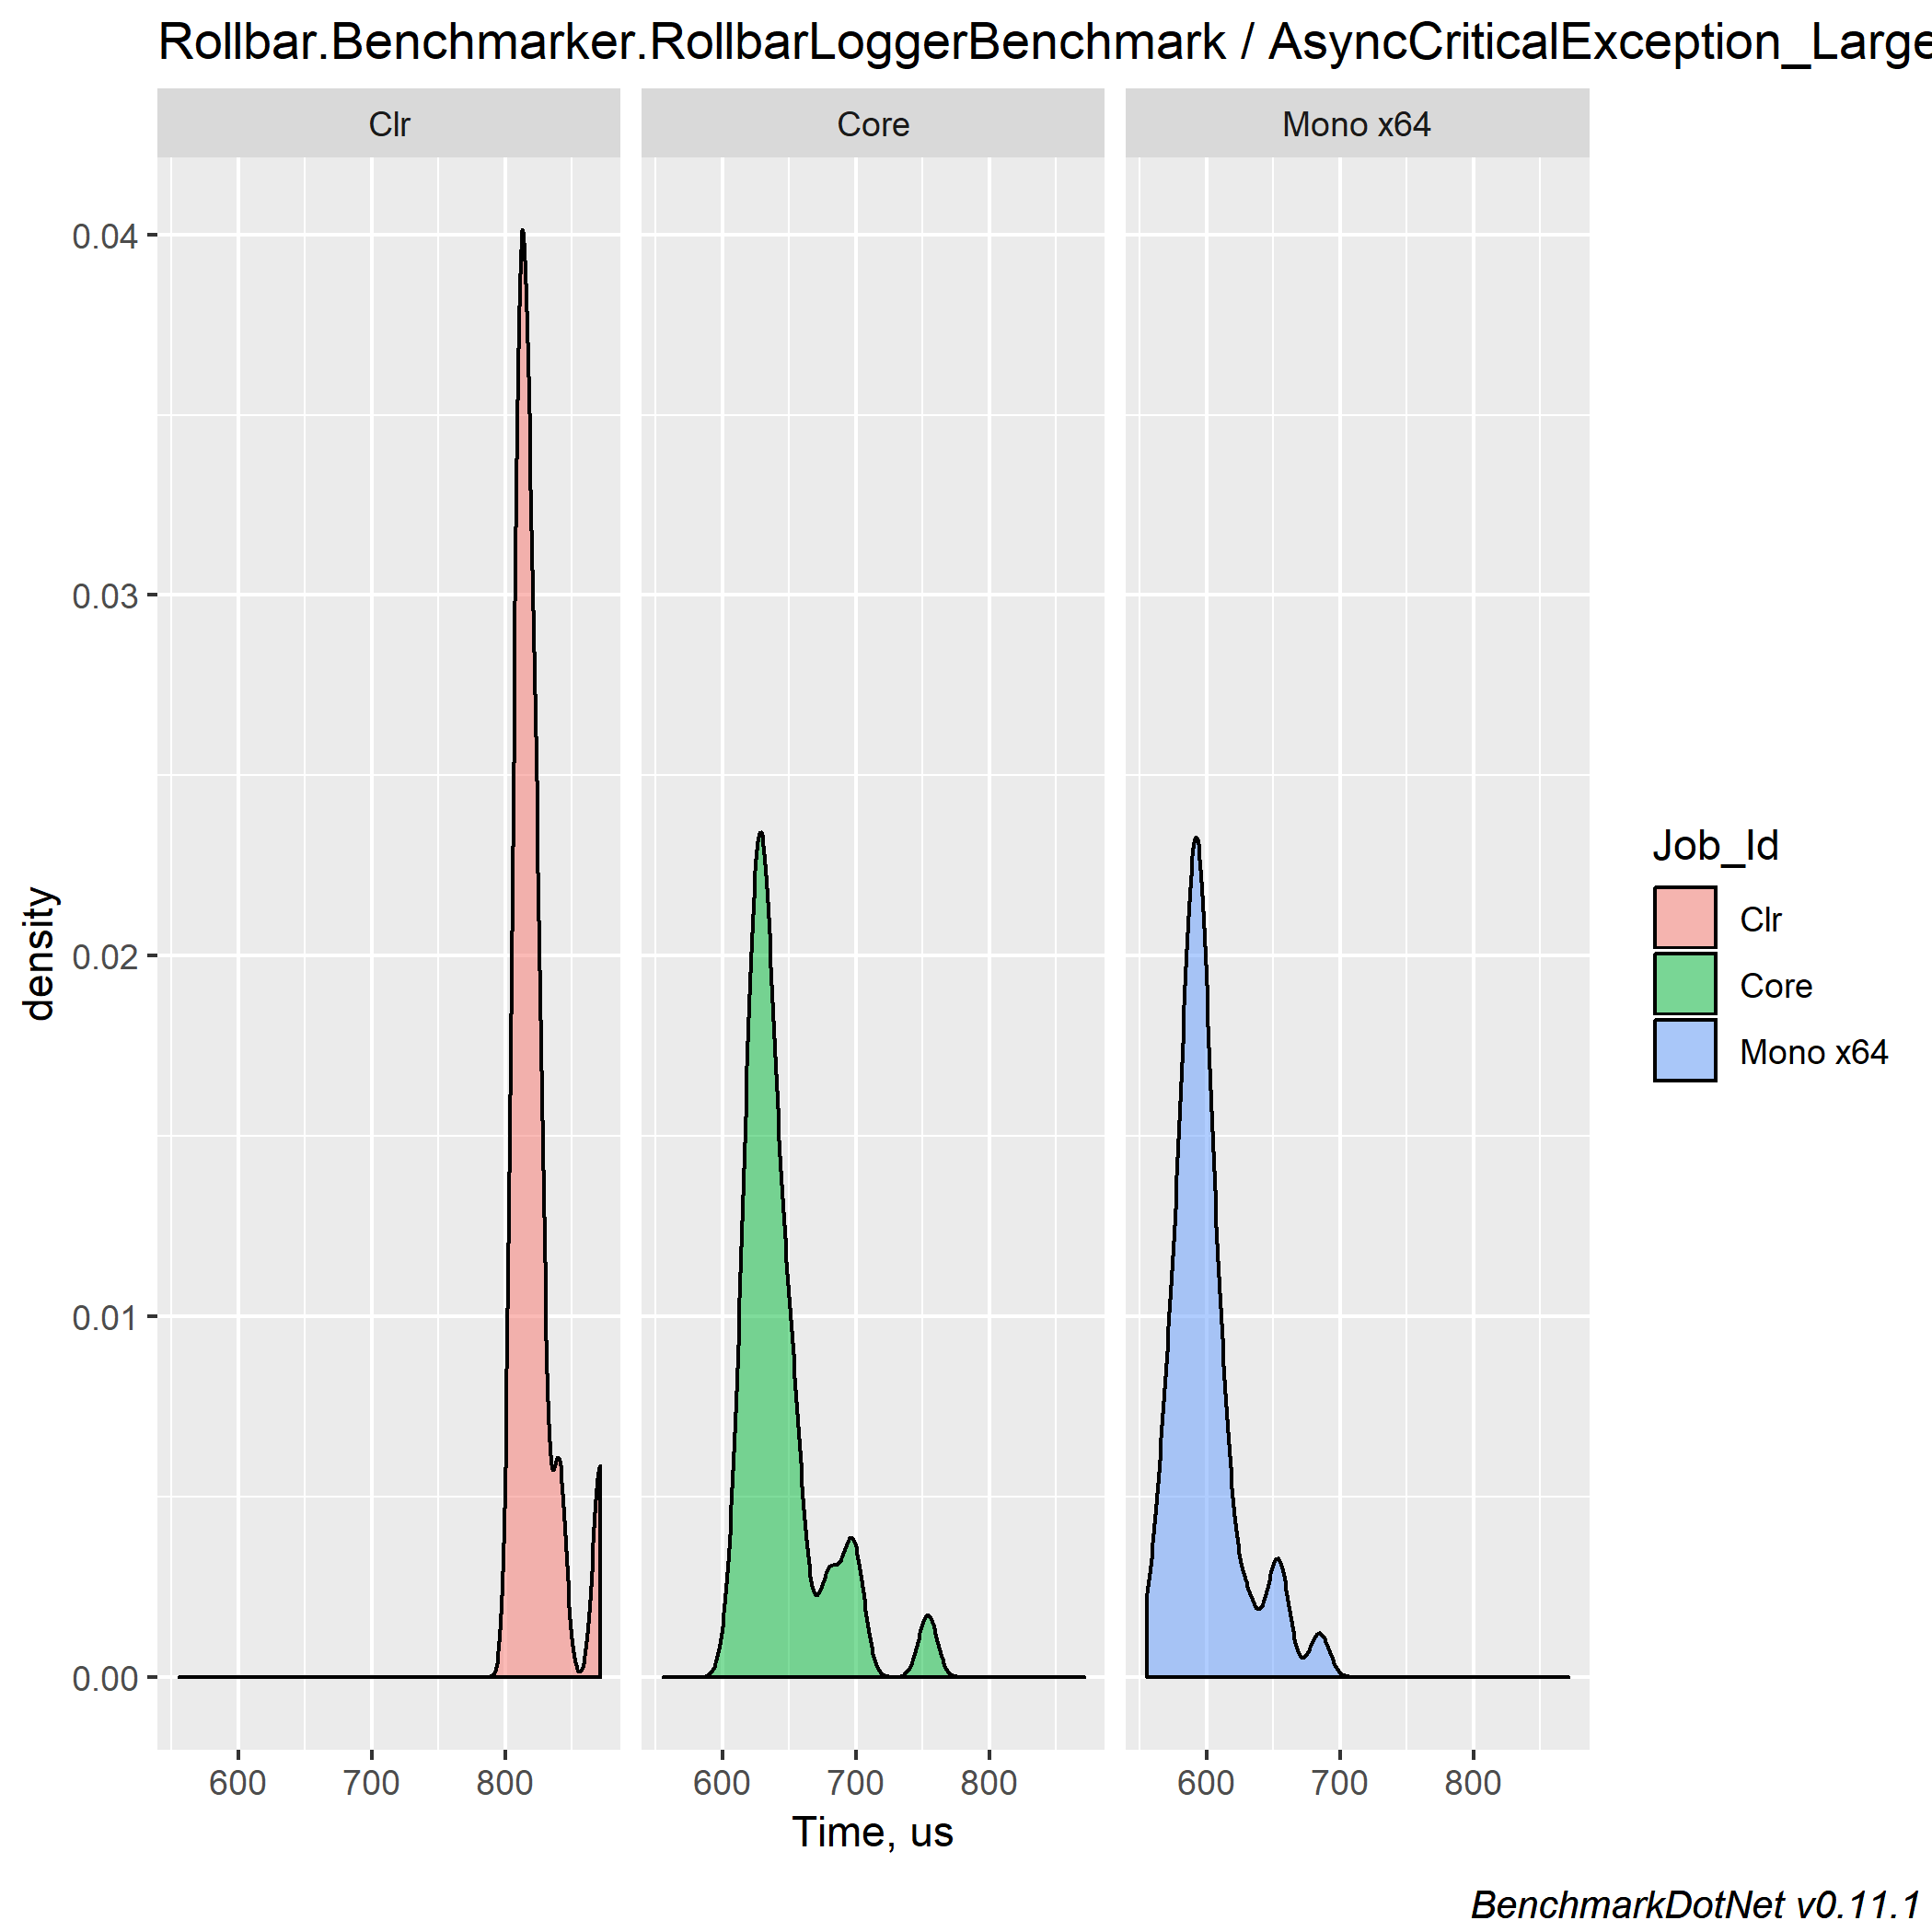 Rollbar.Benchmarker.RollbarLoggerBenchmark / AsyncCriticalException_Large
Clr
Core
Mono x64
0.04
0.03
0.02
0.01
0.00
density
600 700 800
600 700 800
600 700 800
Time, us
Job_Id
Clr
Core
Mono x64
BenchmarkDotNet v0.11.1